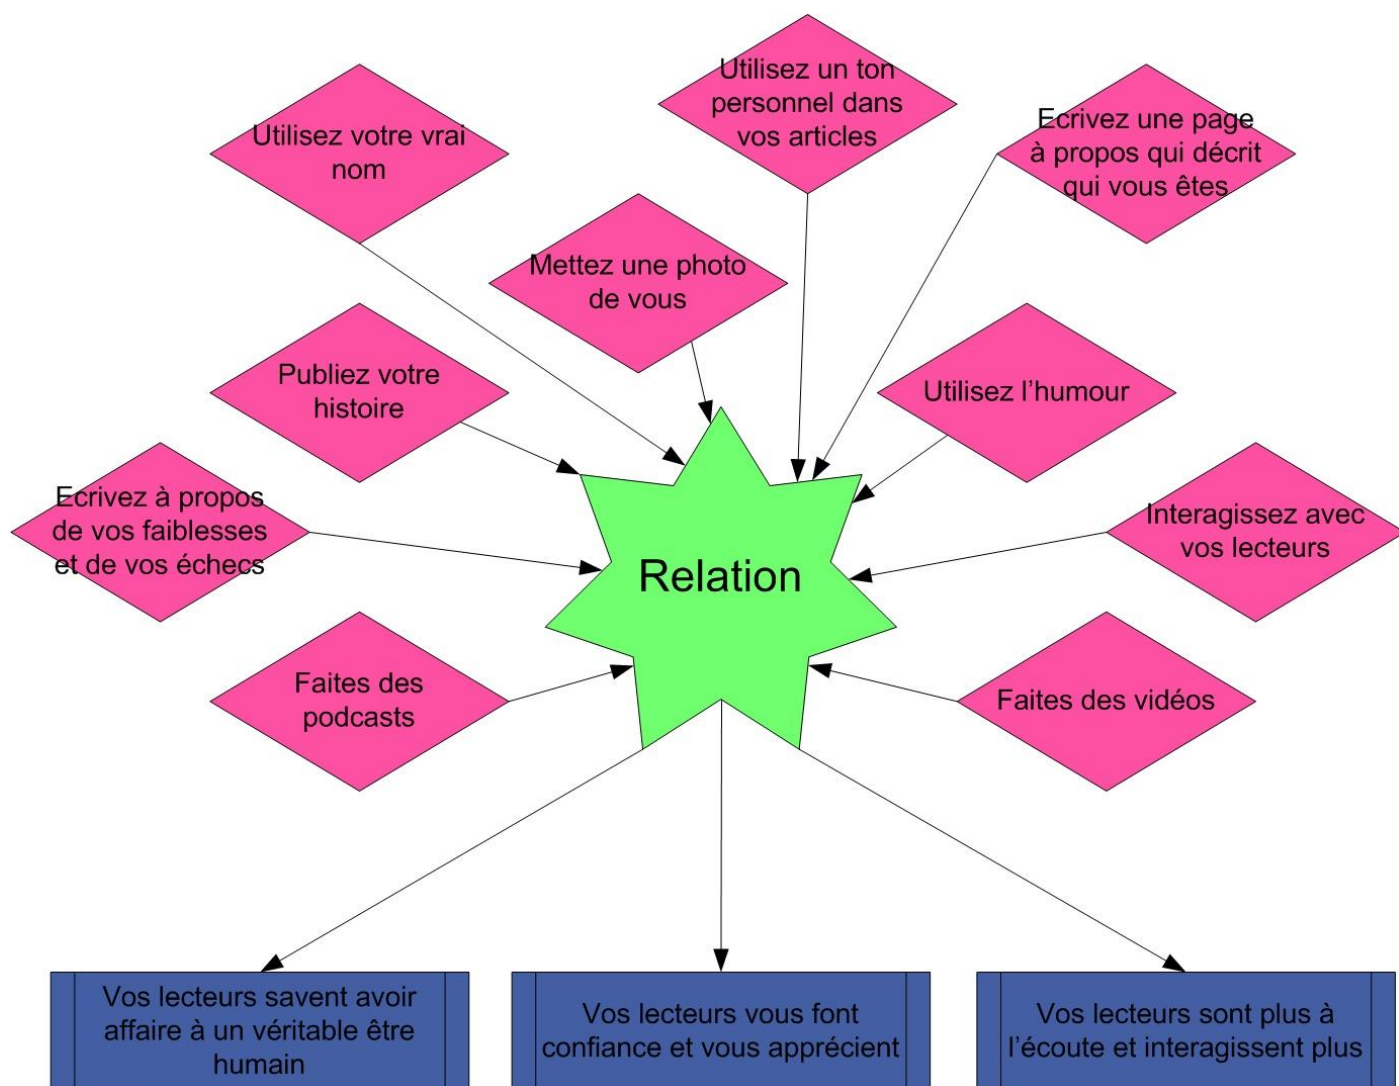 Utilisez un ton
personnel dans
vos articles
Utilisez votre vrai
nom
Ecrivez une page
à propos qui décrit
qui vous êtes
Mettez une photo
de vous
Publiez votre
histoire
Utilisez l’humour
Ecrivez à propos
de vos faiblesses
et de vos échecs
Interagissez avec
vos lecteurs
Relation
Faites des
podcasts
Faites des vidéos
Vos lecteurs savent avoir
affaire à un véritable être
humain
Vos lecteurs vous font
confiance et vous apprécient
Vos lecteurs sont plus à
l’écoute et interagissent plus